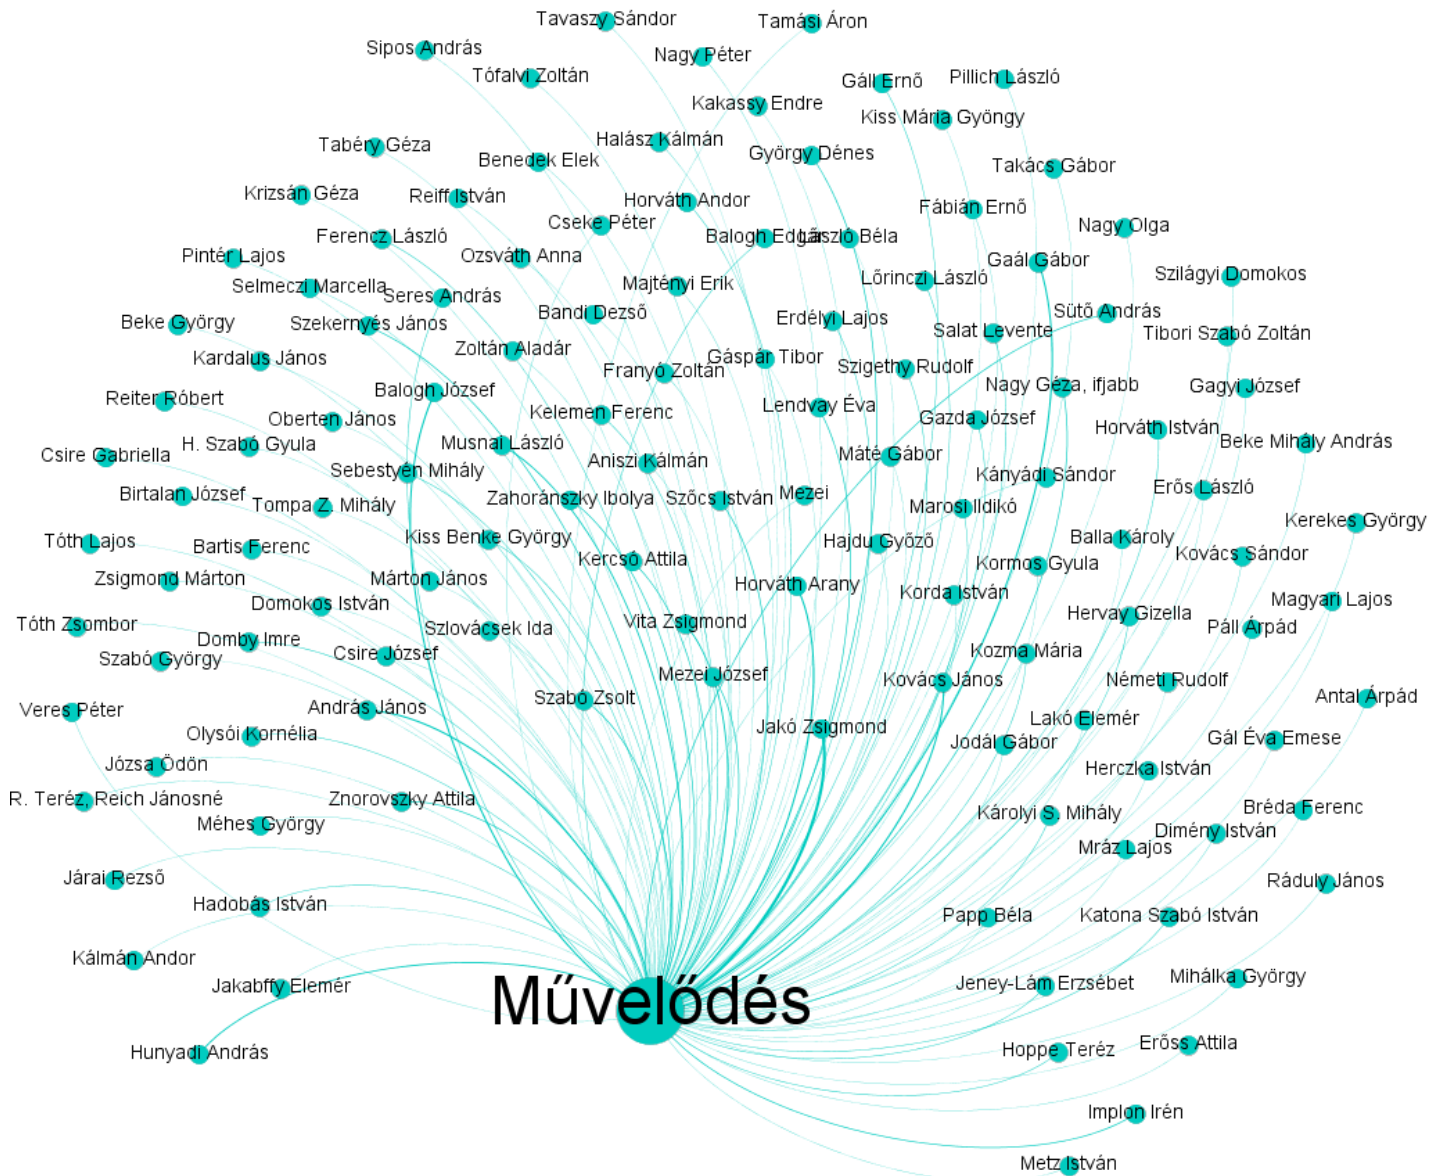 Tavaszy Sándor
Tamási Áron
Sipos András
Nagy Péter
Tófalvi Zoltán
Gáll Ernő
Pillich László
Kakassy Endre
Kiss Mária Gyöngy
Halász Kálmán
Tabéry Géza
György Dénes
Benedek Elek
Takács Gábor
Krizsán Géza
Reiff István
Horváth Andor
Fábián Ernő
Cseke Péter
Nagy Olga
Ferencz László
Balogh Edgár
László Béla
Pintér Lajos
Ozsváth Anna
Gaál Gábor
Szilágyi Domokos
Lőrinczi László
Majtényi Erik
Selmeczi Marcella
Seres András
Bandi Dezső
Sütő András
Erdélyi Lajos
Beke György
Szekernyés János
Salat Levente
Tibori Szabó Zoltán
Zoltán Aladár
Kardalus János
Gáspár Tibor
Szigethy Rudolf
Franyó Zoltán
Nagy Géza, ifjabb
Gagyi József
Balogh József
Reiter Róbert
Lendvay Éva
Kelemen Ferenc
Oberten János
Gazda József
Horváth István
Beke Mihály András
H. Szabó Gyula
Musnai László
Csire Gabriella
Máté Gábor
Aniszi Kálmán
Sebestyén Mihály
Kányádi Sándor
Erős László
Birtalan József
Zahoránszky Ibolya
Szőcs István
Mezei
Tompa Z. Mihály
Marosi Ildikó
Kerekes György
Kiss Benke György
Balla Károly
Tóth Lajos
Hajdu Győző
Bartis Ferenc
Kovács Sándor
Kercsó Attila
Kormos Gyula
Zsigmond Márton
Márton János
Horváth Arany
Korda István
Magyari Lajos
Domokos István
Hervay Gizella
Vita Zsigmond
Tóth Zsombor
Szlovácsek Ida
Páll Árpád
Domby Imre
Csire József
Kozma Mária
Szabó György
Mezei József
Kovács János
Németi Rudolf
Szabó Zsolt
Antal Árpád
Veres Péter
András János
Lakó Elemér
Jakó Zsigmond
Olysói Kornélia
Jodál Gábor
Gál Éva Emese
Józsa Ödön
Herczka István
R. Teréz, Reich Jánosné
Znorovszky Attila
Bréda Ferenc
Károlyi S. Mihály
Méhes György
Dimény István
Mráz Lajos
Járai Rezső
Ráduly János
Hadobás István
Papp Béla
Katona Szabó István
Kálmán Andor
Mihálka György
Jakabffy Elemér
Jeney-Lám Erzsébet
Művelődés
Erőss Attila
Hunyadi András
Hoppe Teréz
Implon Irén
Metz István